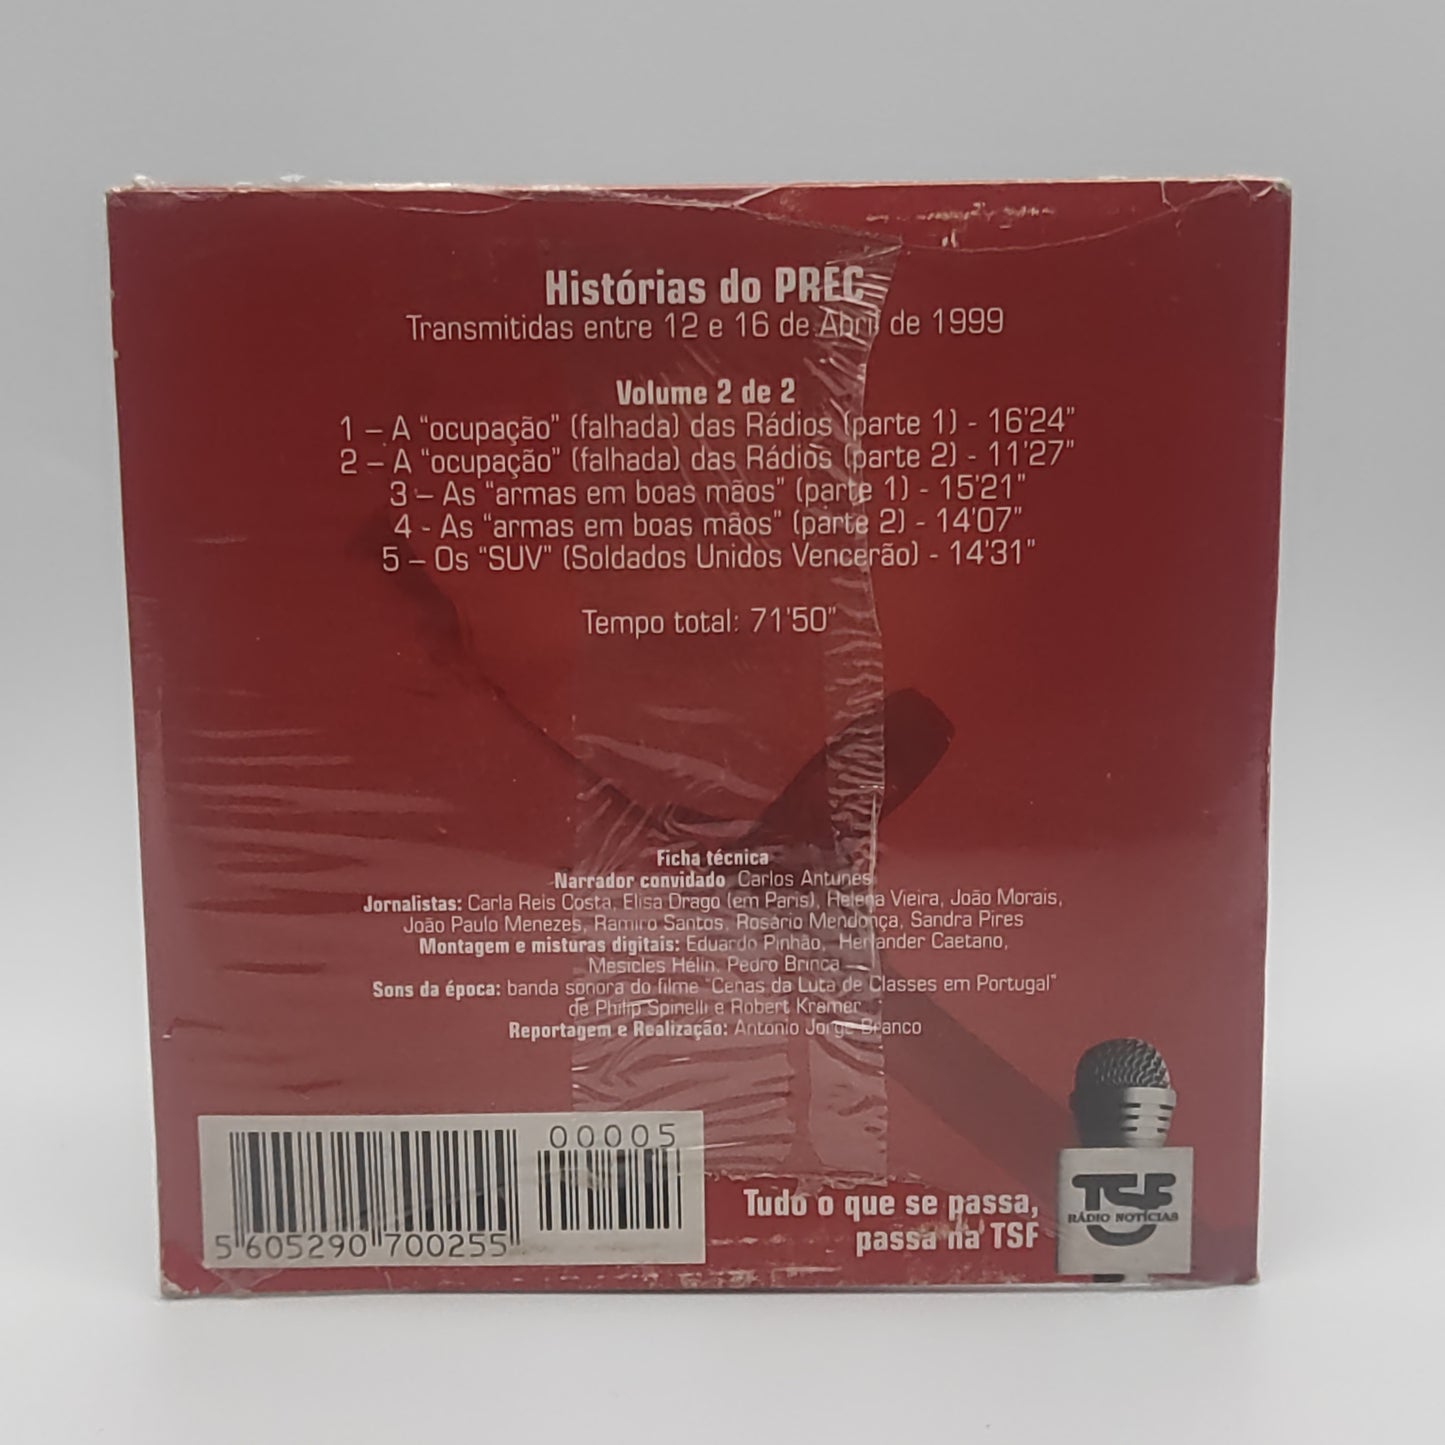 Histórias do PREC
Transmitidas entre 12 e 16 de Abril de 1999
Volume 2 de 2
1 – A “ocupação” (falhada) das Rádios (parte 1) - 16'24”
2 – A “ocupação” (falhada) das Rádios (parte 2) - 11'27”
3 – As “armas em boas mãos” (parte 1) - 15'21”
4 - As “armas em boas mãos” (parte 2) - 14'07”
5 – Os “SUV” (Soldados Unidos Vencerão) - 14'31”
Tempo total: 71'50”
Ficha técnica
Narrador convidado Carlos Antunes
Jornalistas: Carla Reis Costa, Elisa Drago (em Paris), Helena Vieira, João Morais,
João Paulo Menezes, Ramiro Santos, Rosário Mendonça, Sandra Pires
Montagem e misturas digitais: Eduardo Pinhão, Herlander Caetano,
Mesicles Hélin, Pedro Brinca
Sons da época: banda sonora do filme “Cenas da Luta de Classes em Portugal”
de Philip Spinelli e Robert Kramer
Reportagem e Realização: Antonio Jorge Branco
00005
5 605290 700255
Tudo o que se passa,
passa na TSF
TSF
RÁDIO NOTÍCIAS